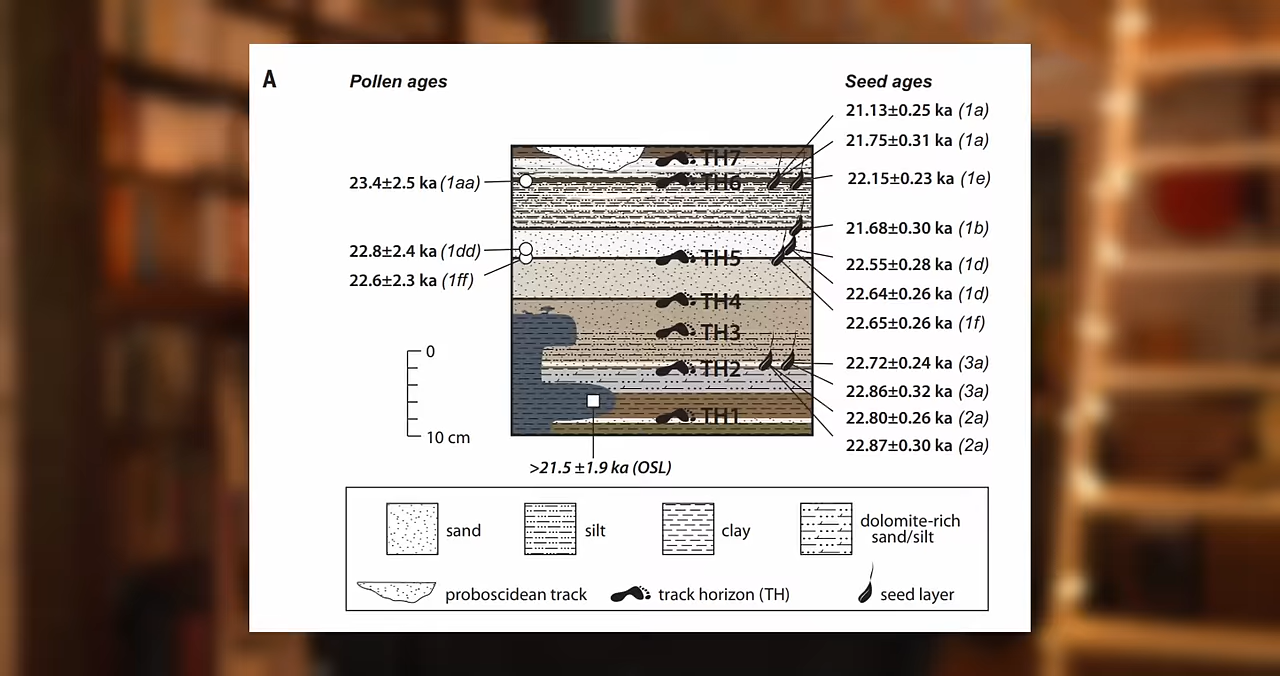 A
Pollen ages
Seed ages
21.13±0.25 ka (1a)
21.75±0.31 ka (1a)
22.15±0.23 ka (1e)
21.68±0.30 ka (1b)
22.55±0.28 ka (1d)
22.64±0.26 ka (1d)
22.65±0.26 ka (1f)
22.72±0.24 ka (3a)
22.86±0.32 ka (3a)
22.80±0.26 ka (2a)
22.87±0.30 ka (2a)
23.4±2.5 ka (1aa)
22.8±2.4 ka (1dd)
22.6±2.3 ka (1ff)
TH7
TH6
TH5
TH4
TH3
TH2
TH1
0
10 cm
>21.5 ±1.9 ka (OSL)
sand
silt
clay
dolomite-rich
sand/silt
proboscidean track
track horizon (TH)
seed layer